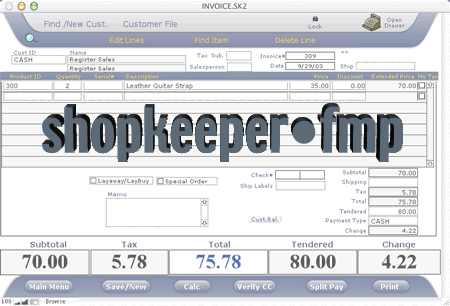 INVOICE.SK2
Find /New Cust. Customer File Lock Open Drawer
Edit Lines Find Item Delete Line
Cust ID Name Tax Sub. Invoice# 309 **
CASH Register Sales
Register Sales Salesperson Date 9/29/03 Ship
Product ID Quantity Serial# Description Price Discount Extended Price No Tax
300 2 Leather Guitar Strap 35.00 0.00 70.00
shopkeeper•fmp
Check# Subtotal 70.00
Layaway/LayBuy Special Order Ship Labels Shipping
Memo Tax 5.78
Total 75.78
Cust.Bal. Tendered 80.00
Payment Type CASH
Change 4.22
Subtotal Tax Total Tendered Change
70.00 5.78 75.78 80.00 4.22
Main Menu Save/New Calc Verify CC Split Pay Print
100 Browse